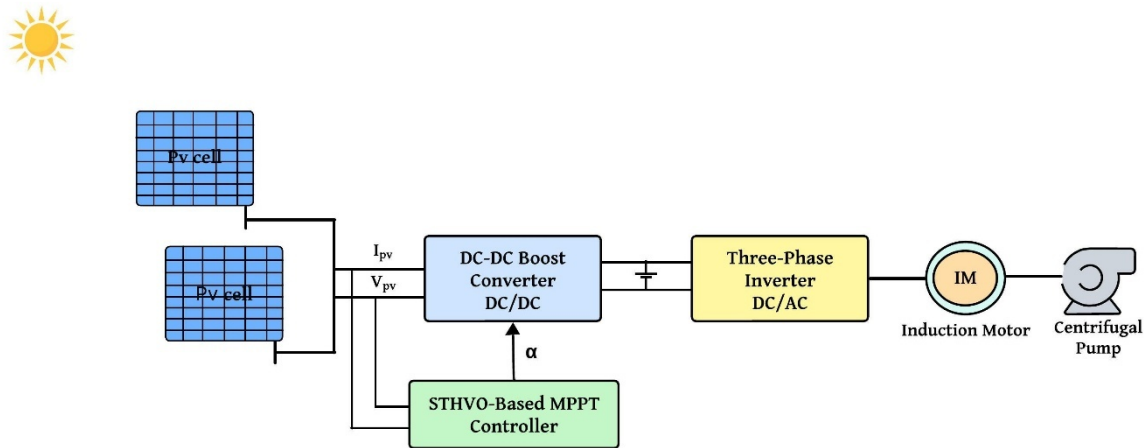 Pv cell
Pv cell
Ipv
Vpv
DC-DC Boost
Converter
DC/DC
α
STHVO-Based MPPT
Controller
Three-Phase
Inverter
DC/AC
IM
Induction Motor
Centrifugal
Pump